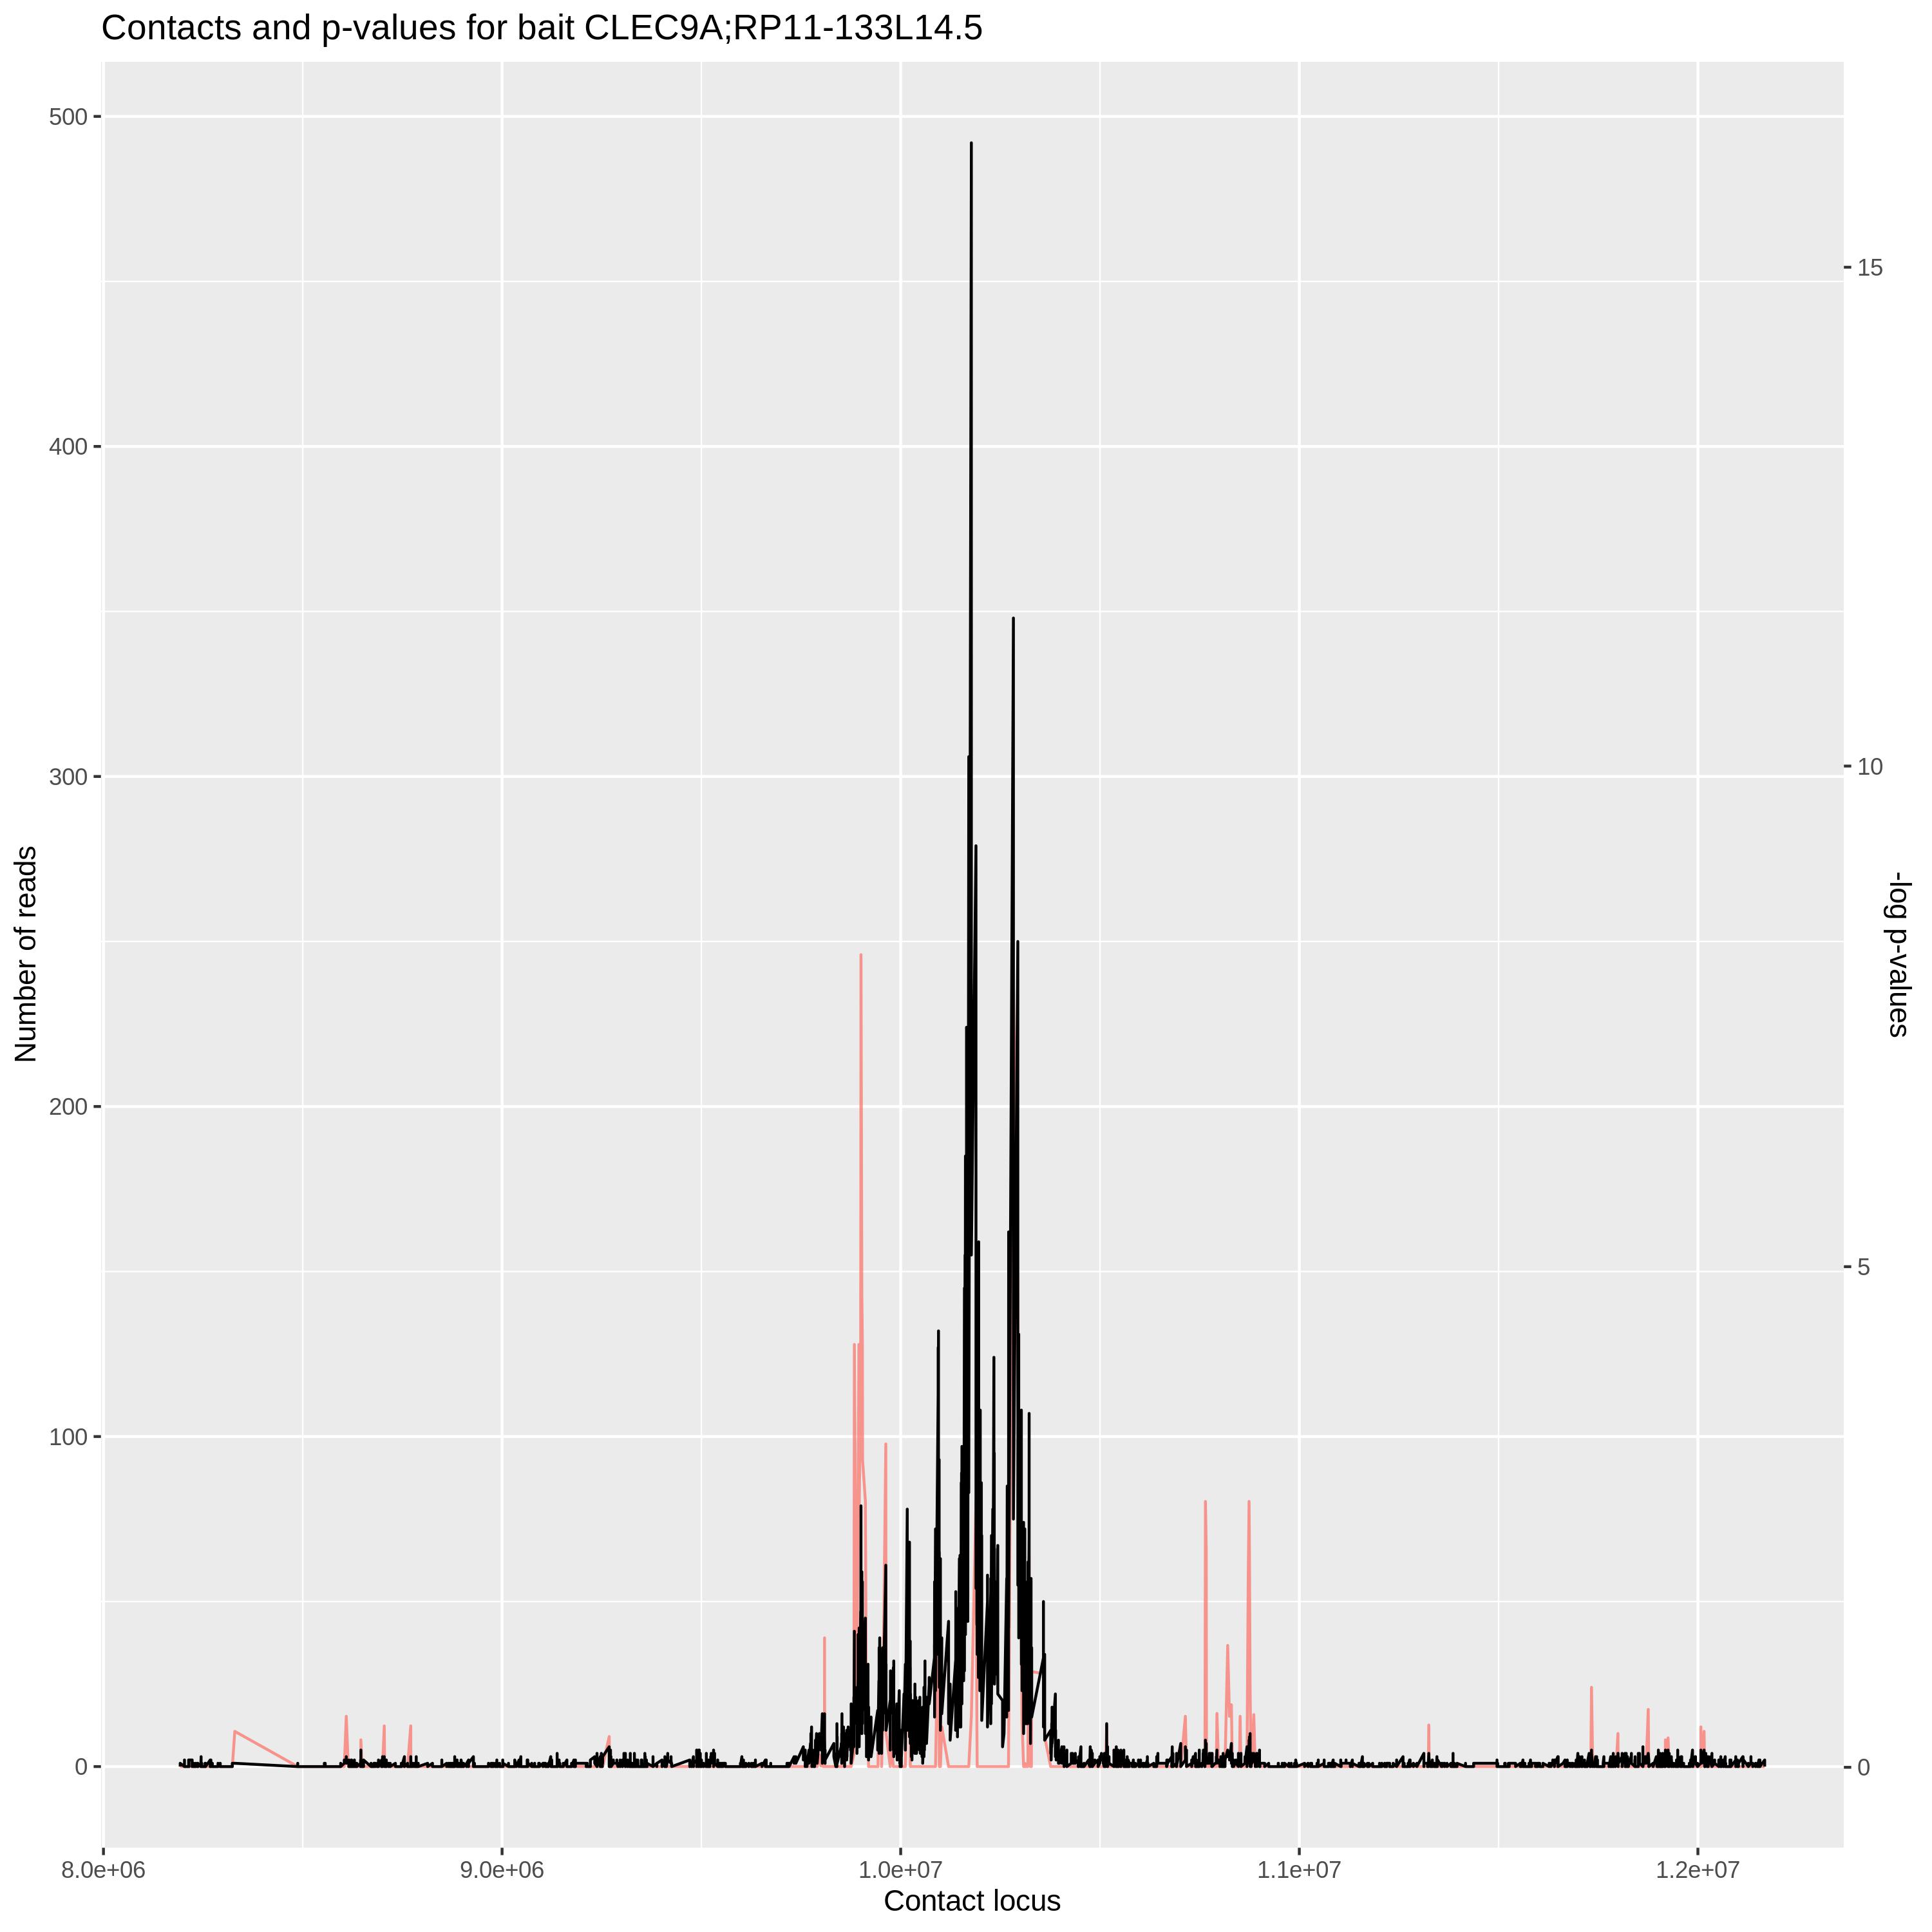 Contacts and p-values for bait CLEC9A;RP11-133L14.5
500
400
300
200
100
0
Number of reads
15
10
5
0
-log p-values
8.0e+06 9.0e+06 1.0e+07 1.1e+07 1.2e+07
Contact locus